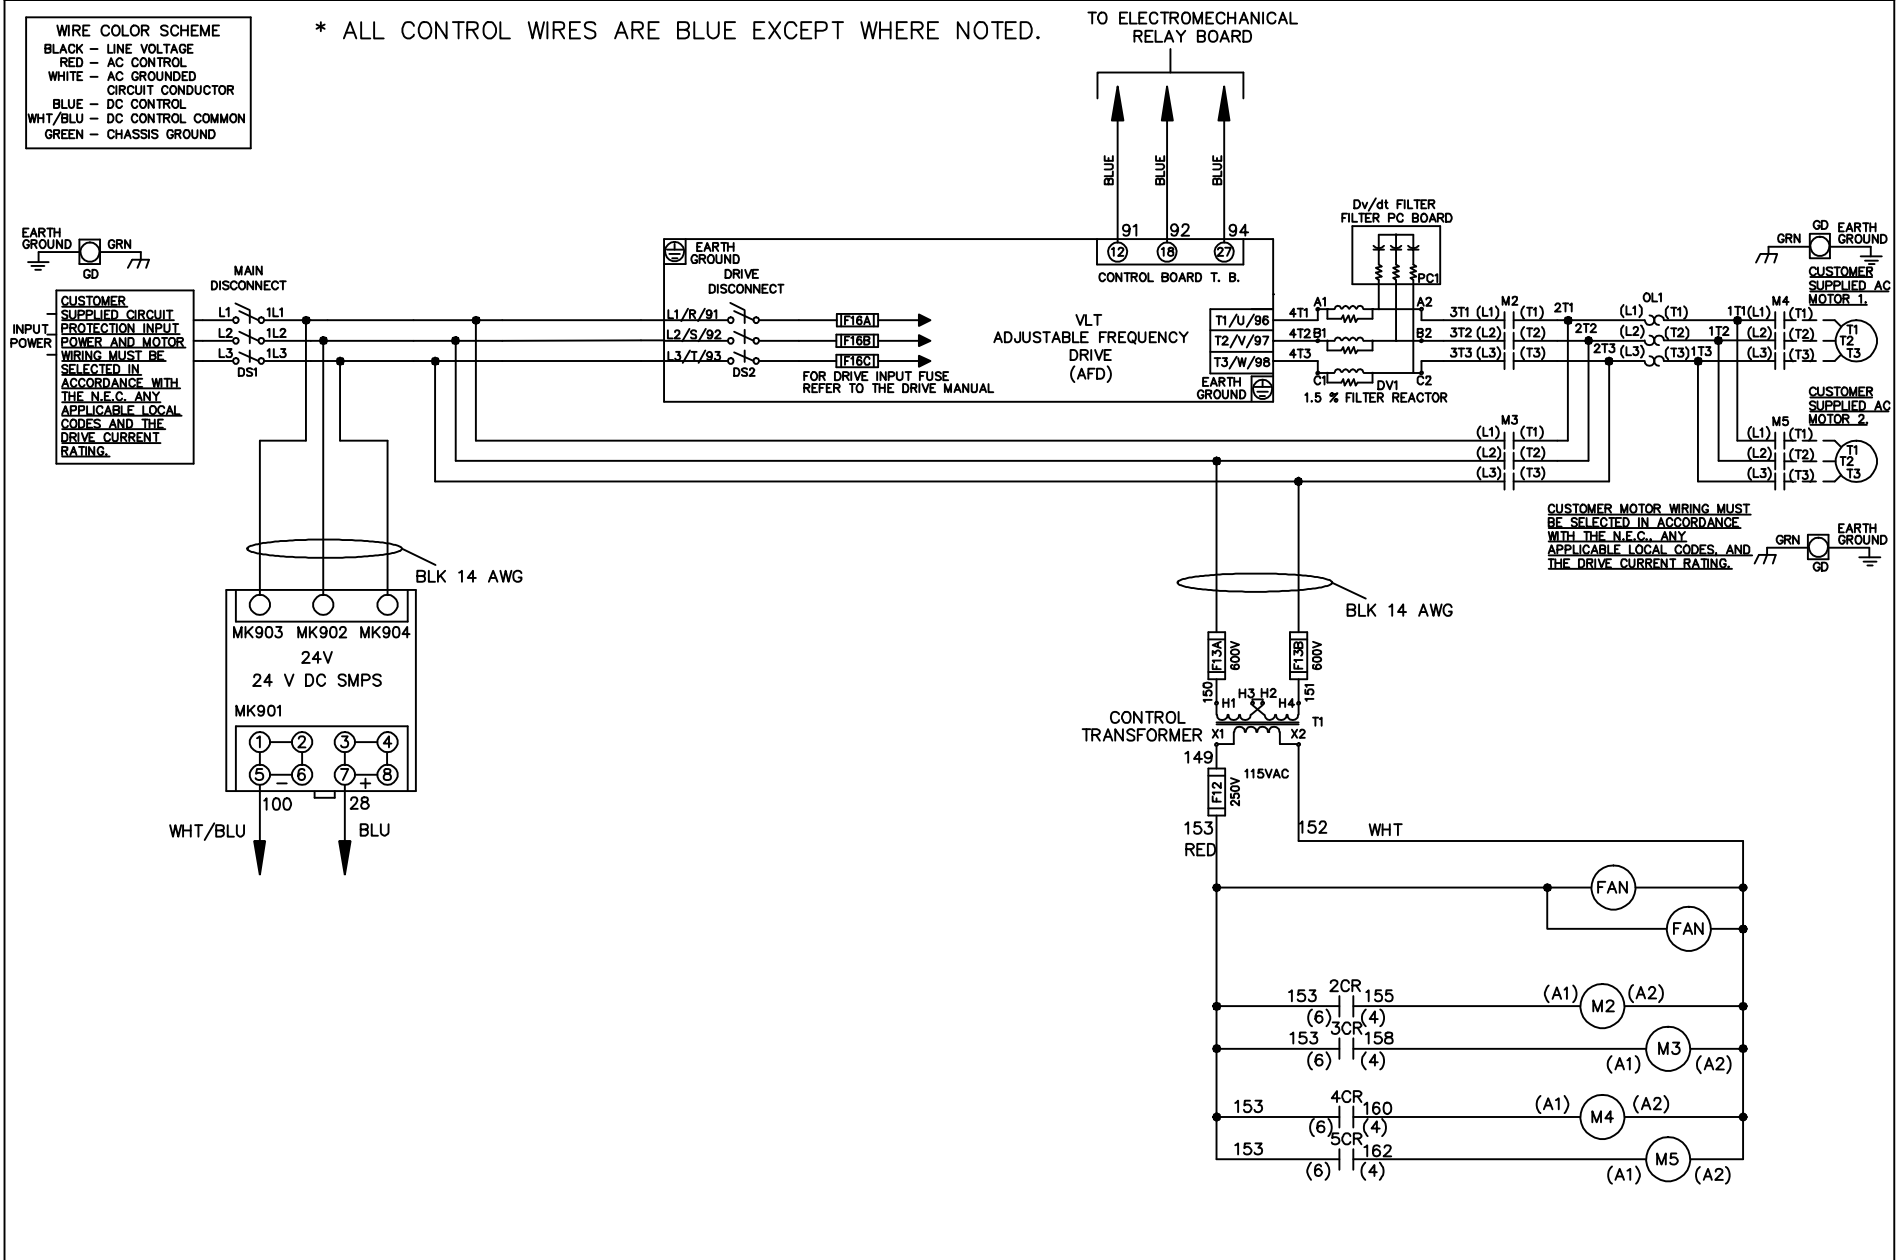 WIRE COLOR SCHEME
BLACK – LINE VOLTAGE
RED – AC CONTROL
WHITE – AC GROUNDED
CIRCUIT CONDUCTOR
BLUE – DC CONTROL
WHT/BLU – DC CONTROL COMMON
GREEN – CHASSIS GROUND
* ALL CONTROL WIRES ARE BLUE EXCEPT WHERE NOTED.
TO ELECTROMECHANICAL
RELAY BOARD
BLUE
BLUE
BLUE
91 92 94
12 18 27
CONTROL BOARD T. B.
EARTH
GROUND
GRN
GD
INPUT
POWER
CUSTOMER
SUPPLIED CIRCUIT
PROTECTION INPUT
POWER AND MOTOR
WIRING MUST BE
SELECTED IN
ACCORDANCE WITH
THE N.E.C. ANY
APPLICABLE LOCAL
CODES AND THE
DRIVE CURRENT
RATING.
MAIN
DISCONNECT
L1 1L1
L2 1L2
L3 1L3
DS1
EARTH
GROUND
DRIVE
DISCONNECT
L1/R/91
L2/S/92
L3/T/93
DS2
IF16A
IF16B
IF16C
FOR DRIVE INPUT FUSE
REFER TO THE DRIVE MANUAL
VLT
ADJUSTABLE FREQUENCY
DRIVE
(AFD)
T1/U/96
T2/V/97
T3/W/98
EARTH
GROUND
Dv/dt FILTER
FILTER PC BOARD
PC1
4T1 A1 A2
4T2 B1 B2
4T3
C1 DV1 C2
1.5 % FILTER REACTOR
M2
3T1 (L1) (T1) 2T1
3T2 (L2) (T2) 2T2
3T3 (L3) (T3) 2T3
OL1
(L1) (T1) 1T1
(L2) (T2) 1T2
(L3) (T3) 1T3
M4
(L1) (T1)
(L2) (T2)
(L3) (T3)
T1
T2
T3
GD
GRN
EARTH
GROUND
CUSTOMER
SUPPLIED AC
MOTOR 1.
CUSTOMER
SUPPLIED AC
MOTOR 2.
M3
(L1) (T1)
(L2) (T2)
(L3) (T3)
M5
(L1) (T1)
(L2) (T2)
(L3) (T3)
T1
T2
T3
CUSTOMER MOTOR WIRING MUST
BE SELECTED IN ACCORDANCE
WITH THE N.E.C., ANY
APPLICABLE LOCAL CODES, AND
THE DRIVE CURRENT RATING.
GRN
GD
EARTH
GROUND
BLK 14 AWG
MK903 MK902 MK904
24V
24 V DC SMPS
MK901
1 2 3 4
5 – 6 7 + 8
100 28
WHT/BLU BLU
BLK 14 AWG
F13A 600V
F13B 600V
150 151
H1 H3 H2 H4
T1
CONTROL
TRANSFORMER
X1 X2
149
115VAC
F12 250V
153
RED
152 WHT
FAN
FAN
2CR
153 155 (A1) M2 (A2)
(6) (4)
3CR
153 158 M3
(6) (4) (A1) (A2)
4CR
153 160 (A1) M4 (A2)
(6) (4)
5CR
153 162 M5
(6) (4) (A1) (A2)